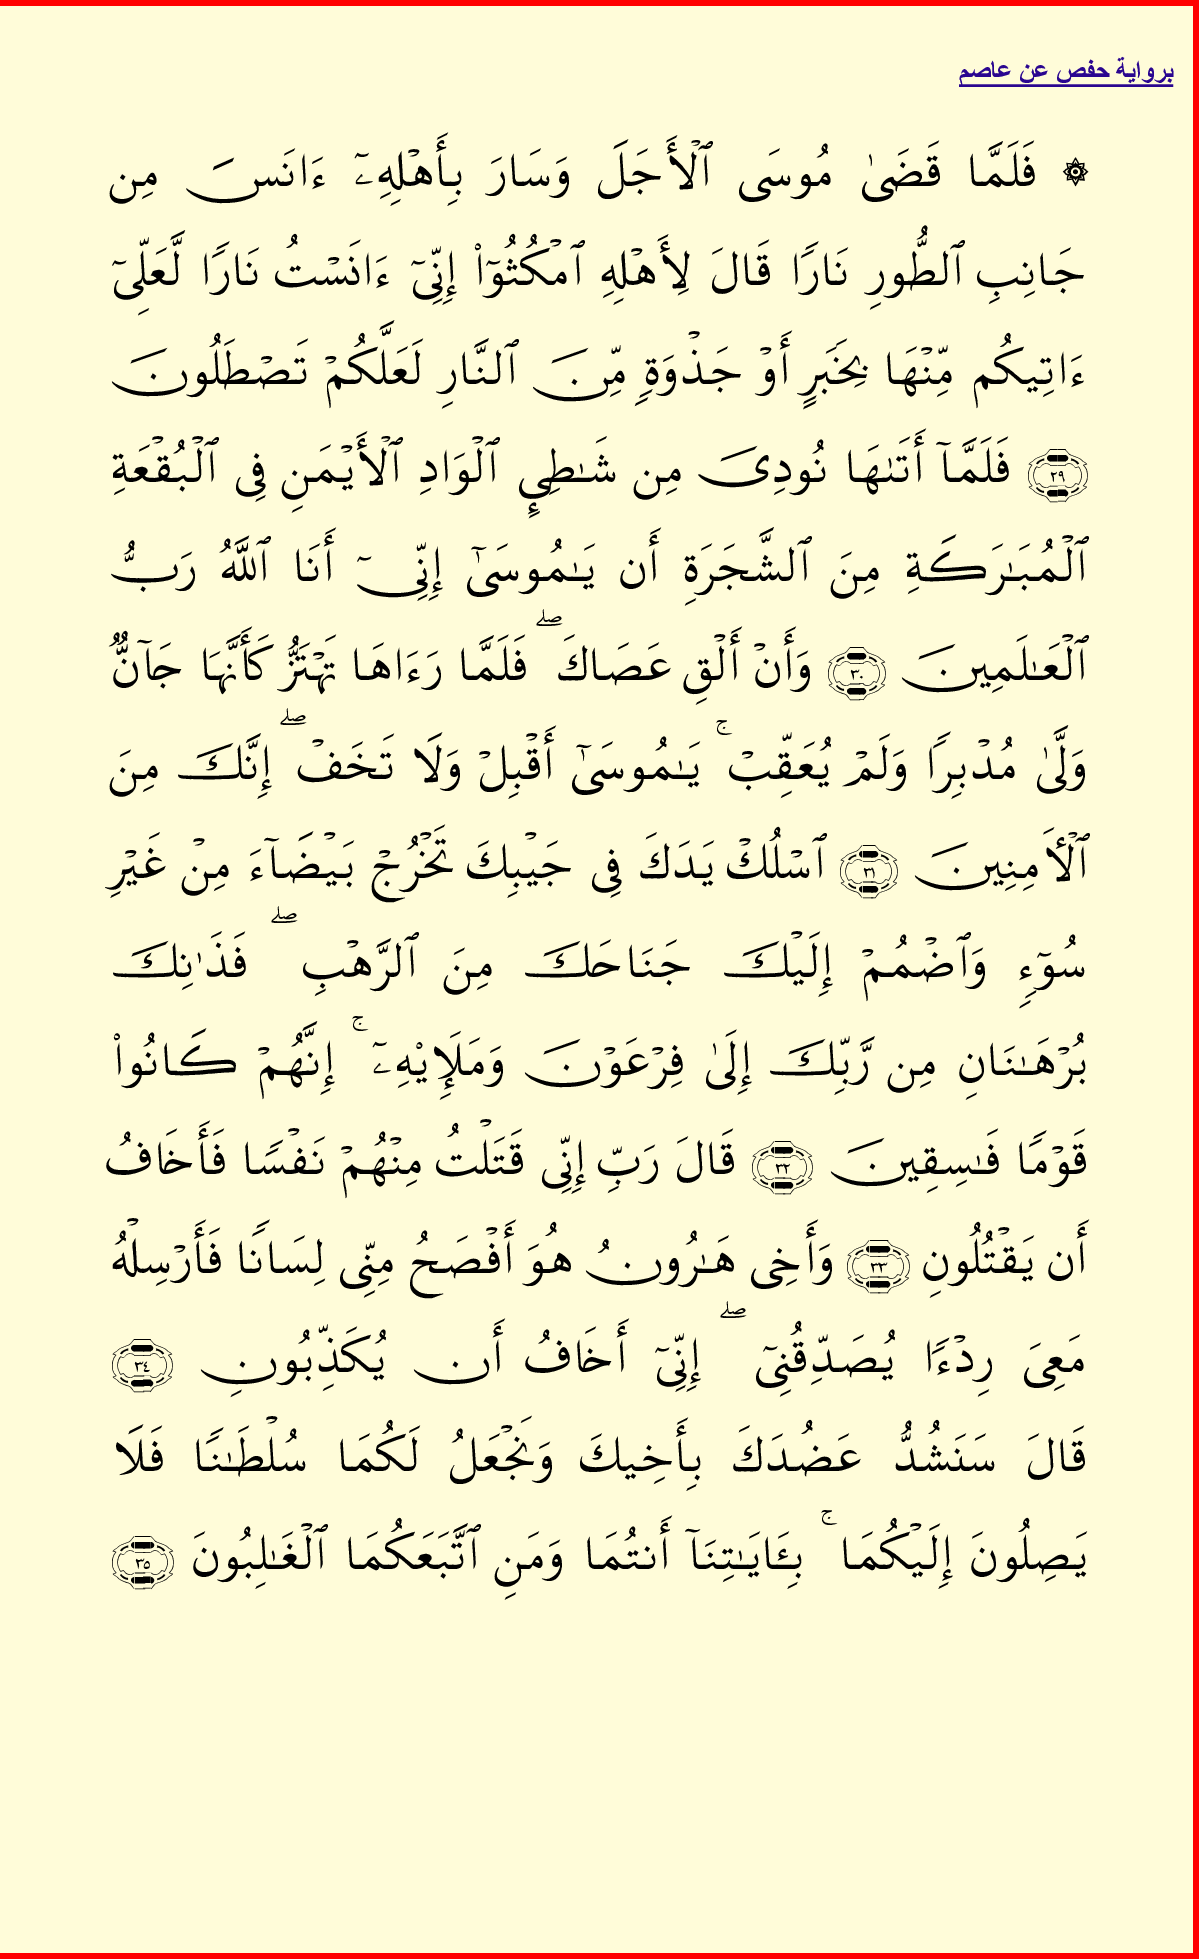 برواية حفص عن عاصم
۞ فَلَمَّا قَضَىٰ مُوسَى ٱلْأَجَلَ وَسَارَ بِأَهْلِهِۦٓ ءَانَسَ مِن
جَانِبِ ٱلطُّورِ نَارًا قَالَ لِأَهْلِهِ ٱمْكُثُوٓا۟ إِنِّىٓ ءَانَسْتُ نَارًا لَّعَلِّىٓ
ءَاتِيكُم مِّنْهَا بِخَبَرٍ أَوْ جَذْوَةٍ مِّنَ ٱلنَّارِ لَعَلَّكُمْ تَصْطَلُونَ
٢٩ فَلَمَّآ أَتَىٰهَا نُودِىَ مِن شَـٰطِئِ ٱلْوَادِ ٱلْأَيْمَنِ فِى ٱلْبُقْعَةِ
ٱلْمُبَـٰرَكَةِ مِنَ ٱلشَّجَرَةِ أَن يَـٰمُوسَىٰٓ إِنِّىٓ أَنَا ٱللَّهُ رَبُّ
ٱلْعَـٰلَمِينَ ٣٠ وَأَنْ أَلْقِ عَصَاكَ ۖ فَلَمَّا رَءَاهَا تَهْتَزُّ كَأَنَّهَا جَآنٌّ
وَلَّىٰ مُدْبِرًا وَلَمْ يُعَقِّبْ ۚ يَـٰمُوسَىٰٓ أَقْبِلْ وَلَا تَخَفْ ۖ إِنَّكَ مِنَ
ٱلْـَٔامِنِينَ ٣١ ٱسْلُكْ يَدَكَ فِى جَيْبِكَ تَخْرُجْ بَيْضَآءَ مِنْ غَيْرِ
سُوٓءٍ وَٱضْمُمْ إِلَيْكَ جَنَاحَكَ مِنَ ٱلرَّهْبِ ۖ فَذَٰنِكَ
بُرْهَـٰنَانِ مِن رَّبِّكَ إِلَىٰ فِرْعَوْنَ وَمَلَإِي۟هِۦٓ ۚ إِنَّهُمْ كَانُوا۟
قَوْمًا فَـٰسِقِينَ ٣٢ قَالَ رَبِّ إِنِّى قَتَلْتُ مِنْهُمْ نَفْسًا فَأَخَافُ
أَن يَقْتُلُونِ ٣٣ وَأَخِى هَـٰرُونُ هُوَ أَفْصَحُ مِنِّى لِسَانًا فَأَرْسِلْهُ
مَعِىَ رِدْءًا يُصَدِّقُنِىٓ ۖ إِنِّىٓ أَخَافُ أَن يُكَذِّبُونِ ٣٤
قَالَ سَنَشُدُّ عَضُدَكَ بِأَخِيكَ وَنَجْعَلُ لَكُمَا سُلْطَـٰنًا فَلَا
يَصِلُونَ إِلَيْكُمَا ۚ بِـَٔايَـٰتِنَآ أَنتُمَا وَمَنِ ٱتَّبَعَكُمَا ٱلْغَـٰلِبُونَ ٣٥